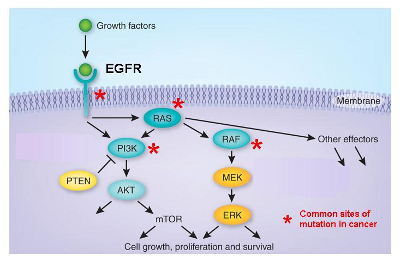 Growth factors
EGFR
Membrane
RAS
PI3K
RAF
Other effectors
PTEN
AKT
MEK
mTOR
ERK
* Common sites of
mutation in cancer
Cell growth, proliferation and survival